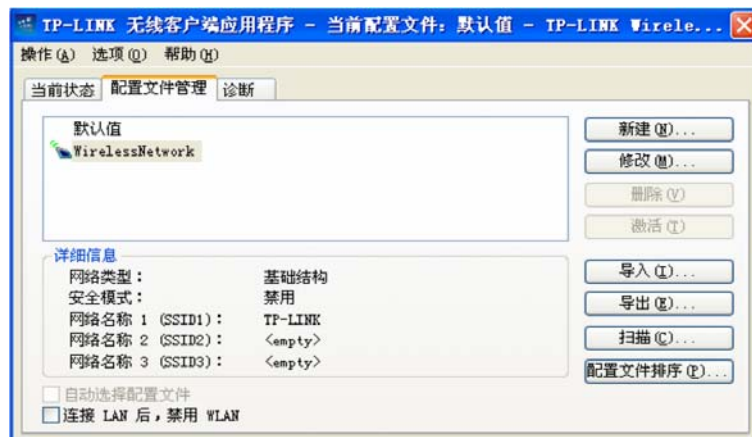 TP-LINK 无线客户端应用程序 - 当前配置文件: 默认值 - TP-LINK Wirele...
操作(A) 选项(O) 帮助(H)
当前状态 配置文件管理 诊断
默认值
WirelessNetwork
新建(N)...
修改(M)...
删除(V)
激活(T)
详细信息
网络类型: 基础结构
安全模式: 禁用
网络名称 1 (SSID1): TP-LINK
网络名称 2 (SSID2): <empty>
网络名称 3 (SSID3): <empty>
导入(I)...
导出(E)...
扫描(C)...
配置文件排序(P)...
自动选择配置文件
连接 LAN 后，禁用 WLAN